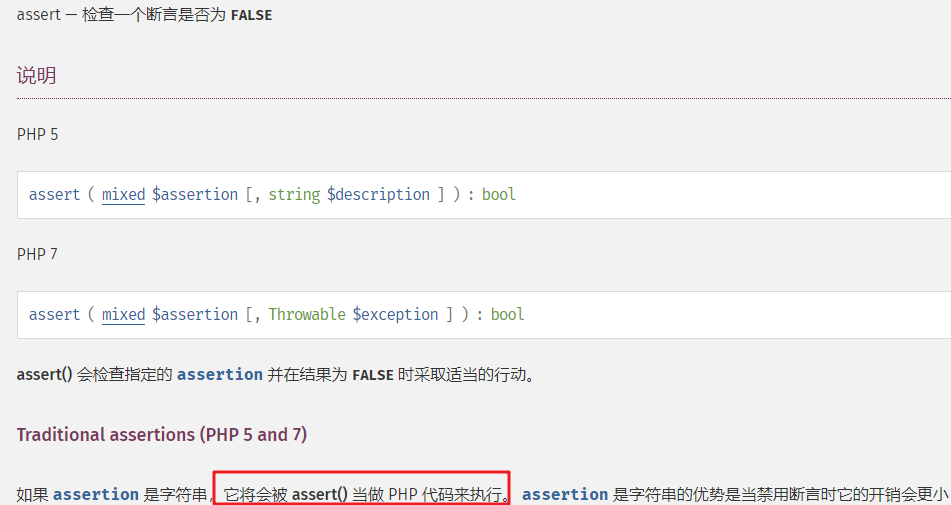 assert — 检查一个断言是否为 FALSE
说明
PHP 5
assert ( mixed $assertion [, string $description ] ) : bool
PHP 7
assert ( mixed $assertion [, Throwable $exception ] ) : bool
assert() 会检查指定的 assertion 并在结果为 FALSE 时采取适当的行动。
Traditional assertions (PHP 5 and 7)
如果 assertion 是字符串，它将会被 assert() 当做 PHP 代码来执行。 assertion 是字符串的优势是当禁用断言时它的开销会更小